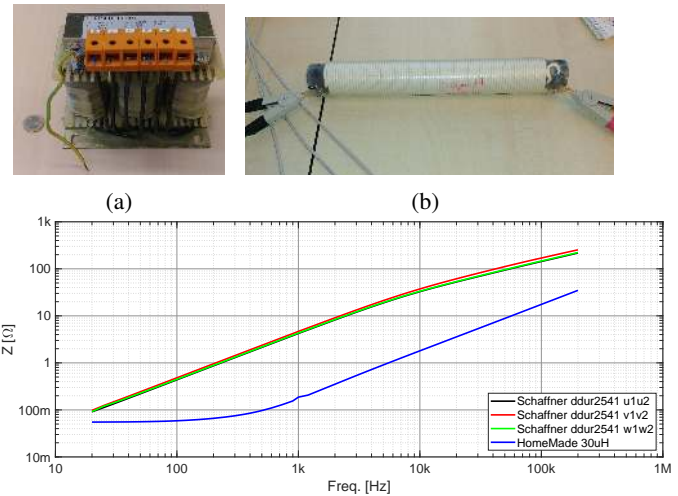 (a)
(b)
1k
100
10
1
100m
10m
Z [Ω]
10
100
1k
10k
100k
1M
Freq. [Hz]
Schaffner ddur2541 u1u2
Schaffner ddur2541 v1v2
Schaffner ddur2541 w1w2
HomeMade 30uH